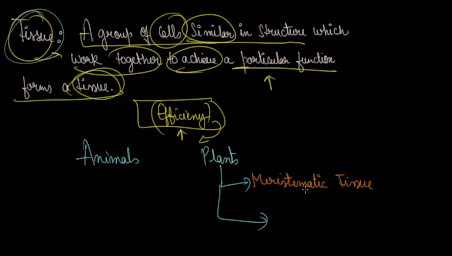 Tissue: A group of cells similar in structure which
work together to achieve a particular function
forms a tissue.
Efficiency
Animals Plants
Meristematic Tissue